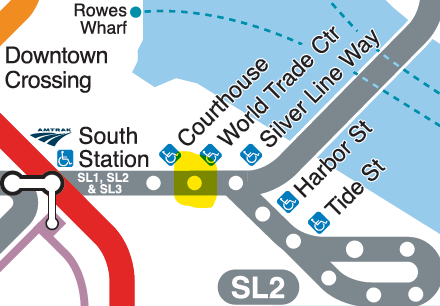 Rowes
Wharf
Downtown
Crossing
AMTRAK
South
Station
SL1, SL2
& SL3
Courthouse
World Trade Ctr
Silver Line Way
Harbor St
Tide St
SL2